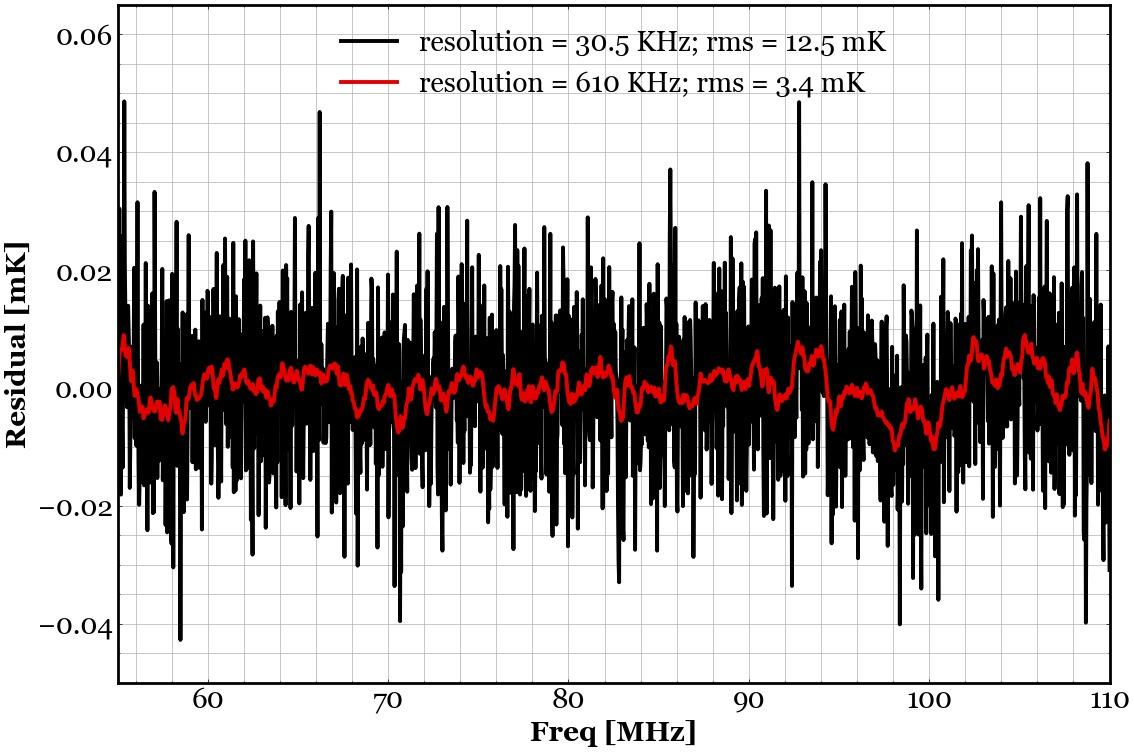 resolution = 30.5 KHz; rms = 12.5 mK
resolution = 610 KHz; rms = 3.4 mK
0.06
0.04
0.02
0.00
−0.02
−0.04
Residual [mK]
60 70 80 90 100 110
Freq [MHz]